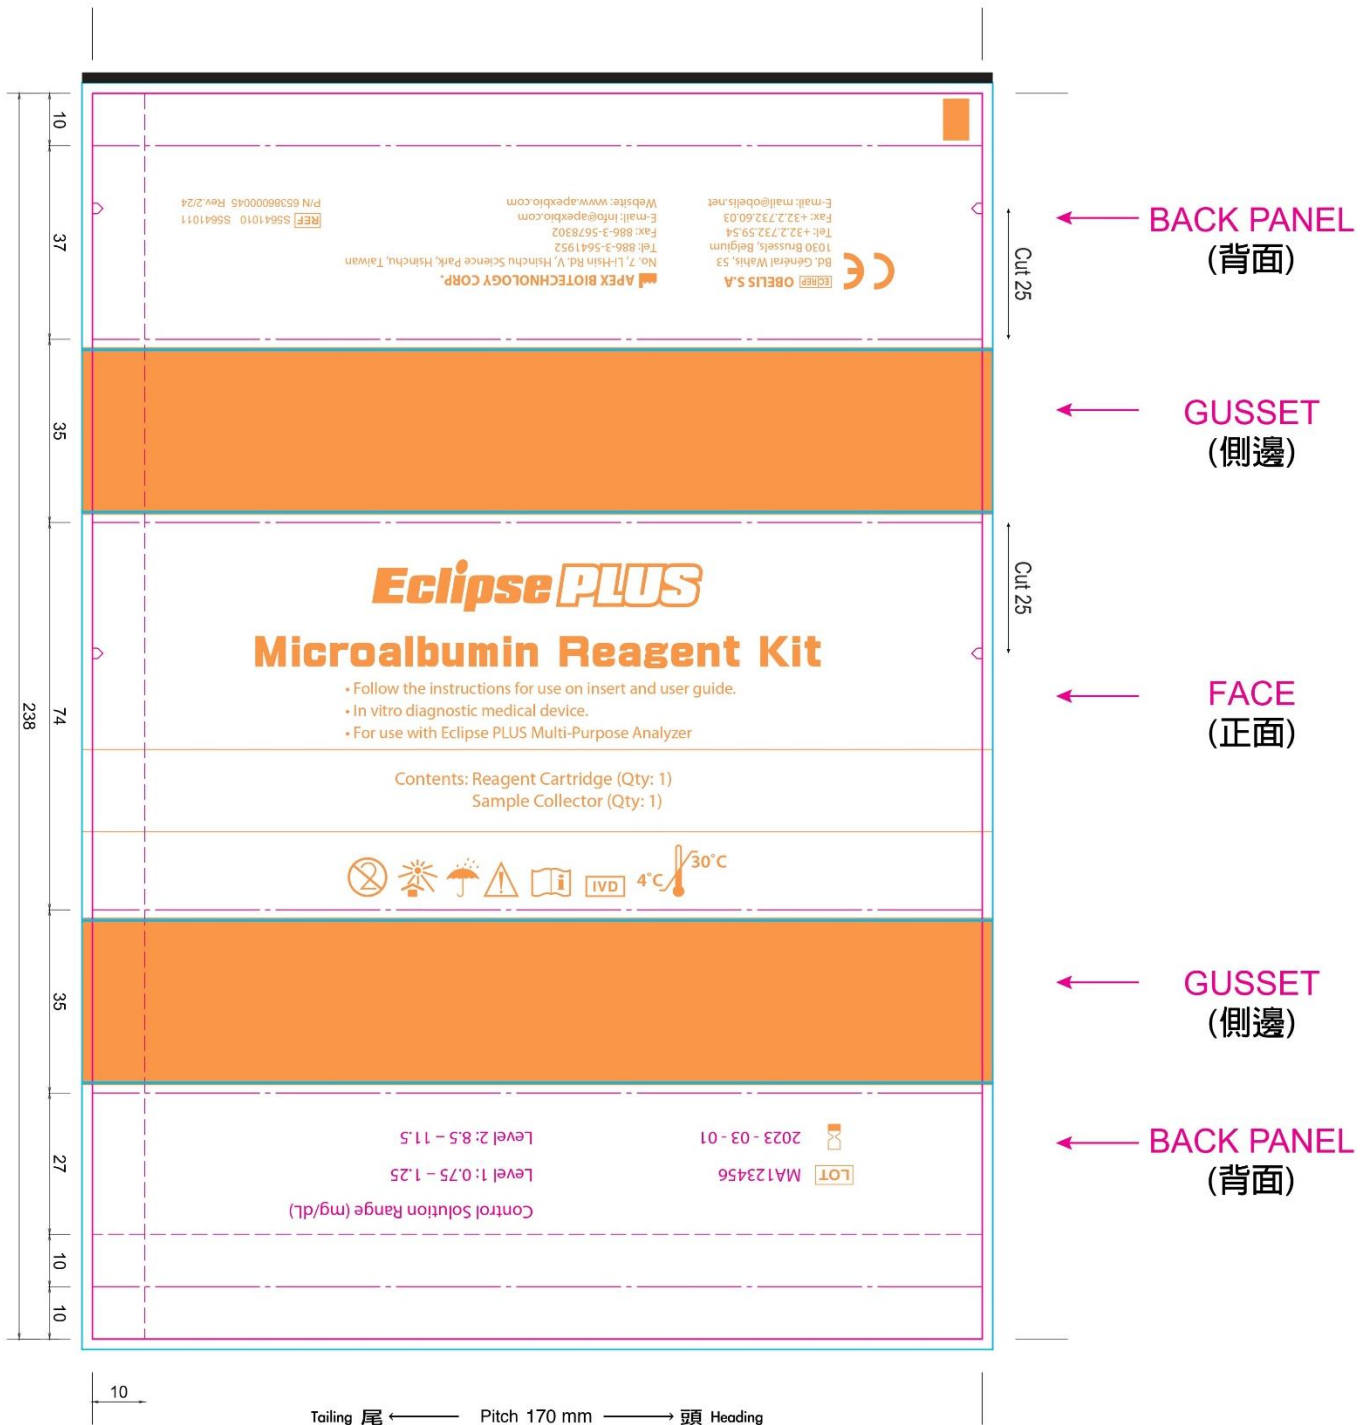 10
37
35
74
238
35
27
10
10
10
REF S5641010 S5641011
P/N 65386000045 Rev.2/24
APEX BIOTECHNOLOGY CORP.
No. 7, Li-Hsin Rd. V, Hsinchu Science Park, Hsinchu, Taiwan
Tel: 886-3-5641952
Fax: 886-3-5678302
E-mail: info@apexbio.com
Website: www.apexbio.com
CE
EC REP OBELIS S.A
Bd. Général Wahis, 53
1030 Brussels, Belgium
Tel: +32.2.732.59.54
Fax: +32.2.732.60.03
E-mail: mail@obelis.net
Cut 25
BACK PANEL
(背面)
GUSSET
(側邊)
Eclipse PLUS
Microalbumin Reagent Kit
• Follow the instructions for use on insert and user guide.
• In vitro diagnostic medical device.
• For use with Eclipse PLUS Multi-Purpose Analyzer
Contents: Reagent Cartridge (Qty: 1)
Sample Collector (Qty: 1)
2
i
IVD
4°C
30°C
Cut 25
FACE
(正面)
GUSSET
(側邊)
Control Solution Range (mg/dL)
LOT MA123456
Level 1: 0.75 – 1.25
2023 - 03 - 01
Level 2: 8.5 – 11.5
BACK PANEL
(背面)
Tailing 尾 Pitch 170 mm 頭 Heading